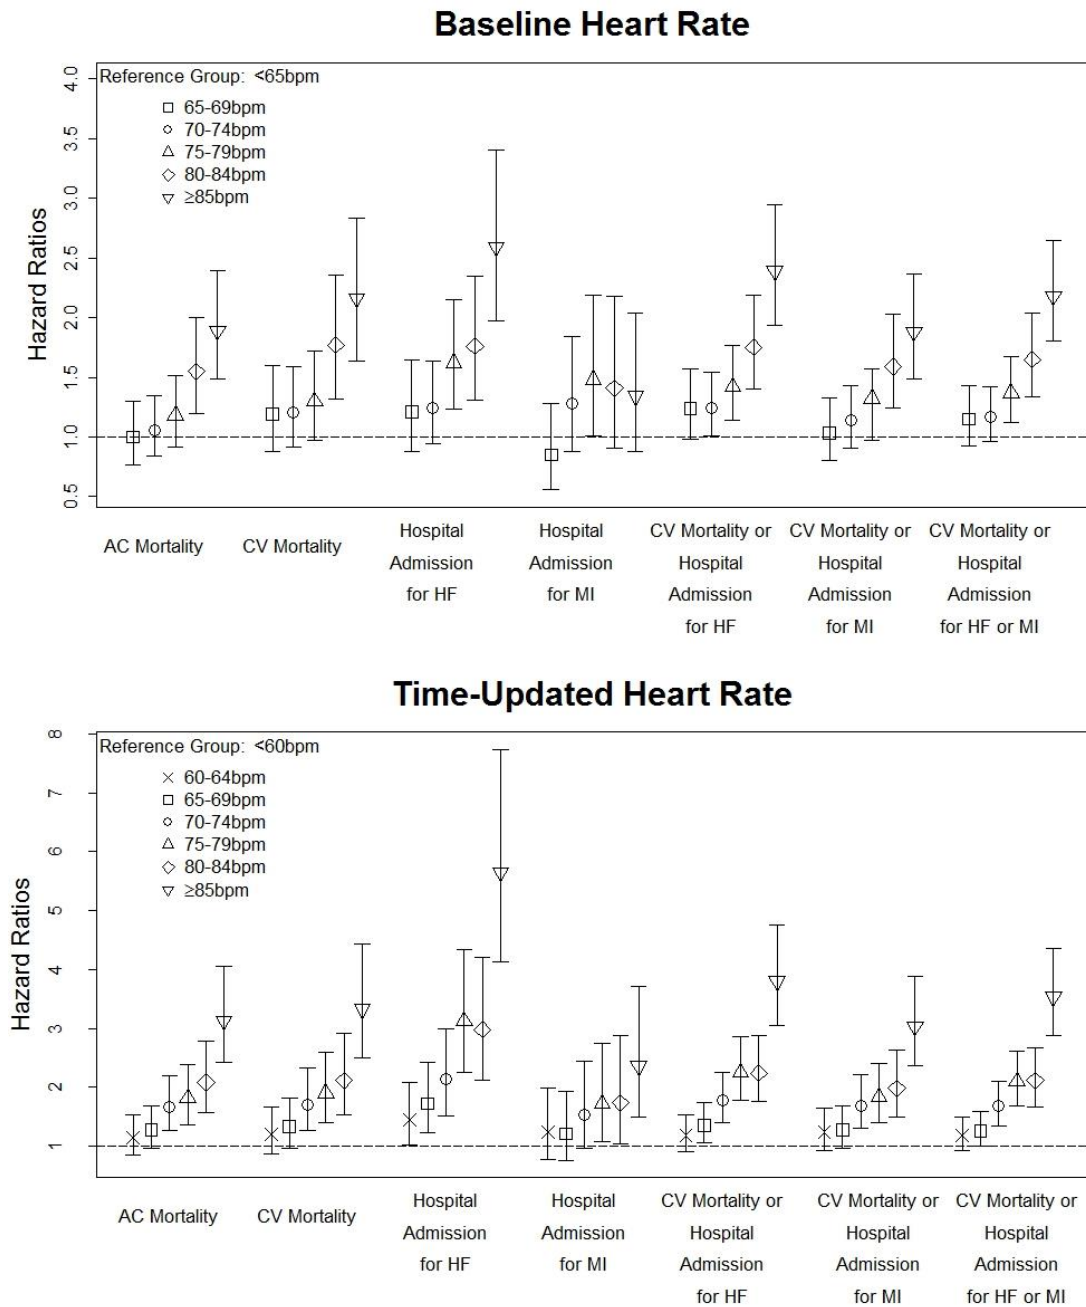 Baseline Heart Rate
Reference Group: <65bpm
65-69bpm
70-74bpm
75-79bpm
80-84bpm
≥85bpm
Hazard Ratios
4.0
3.5
3.0
2.5
2.0
1.5
1.0
0.5
AC Mortality
CV Mortality
Hospital
Admission
for HF
Hospital
Admission
for MI
CV Mortality or
Hospital
Admission
for HF
CV Mortality or
Hospital
Admission
for MI
CV Mortality or
Hospital
Admission
for HF or MI
Time-Updated Heart Rate
Reference Group: <60bpm
60-64bpm
65-69bpm
70-74bpm
75-79bpm
80-84bpm
≥85bpm
Hazard Ratios
8
7
6
5
4
3
2
1
AC Mortality
CV Mortality
Hospital
Admission
for HF
Hospital
Admission
for MI
CV Mortality or
Hospital
Admission
for HF
CV Mortality or
Hospital
Admission
for MI
CV Mortality or
Hospital
Admission
for HF or MI